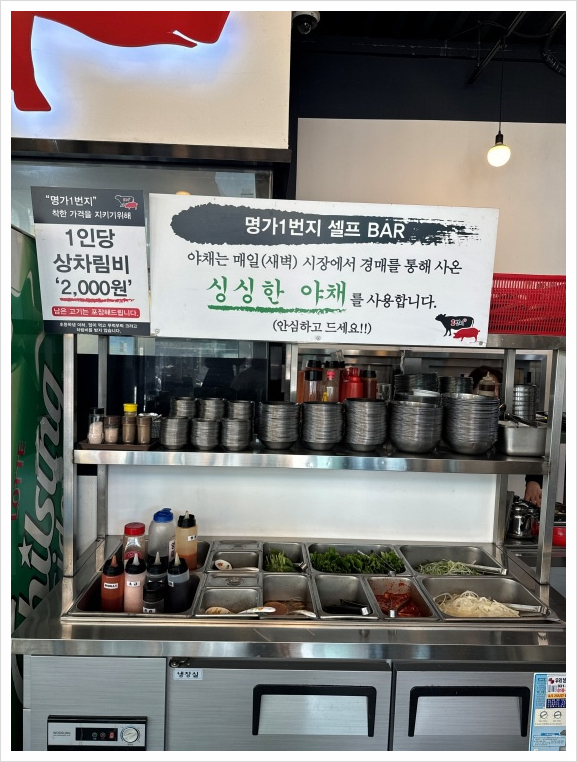 "명가1번지"
착한 가격을 지키기위해
1인당
상차림비
'2,000원'
남은 고기는 포장해드립니다.
명가1번지 셀프 BAR
야채는 매일(새벽) 시장에서 경매를 통해 사온
싱싱한 야채를 사용합니다.
(안심하고 드세요!!)
LOTTE
Chilsung
냉장실